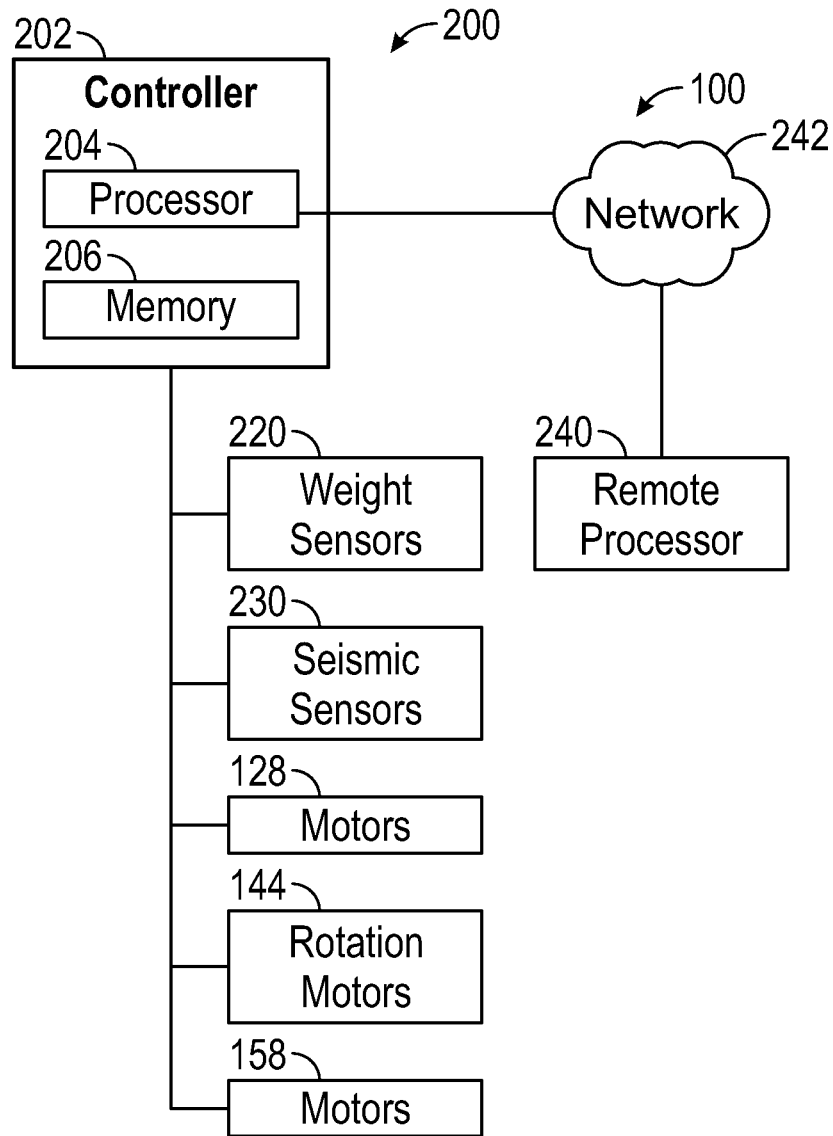 200
202
Controller
100
204
Processor
242
Network
206
Memory
220
Weight
Sensors
240
Remote
Processor
230
Seismic
Sensors
128
Motors
144
Rotation
Motors
158
Motors